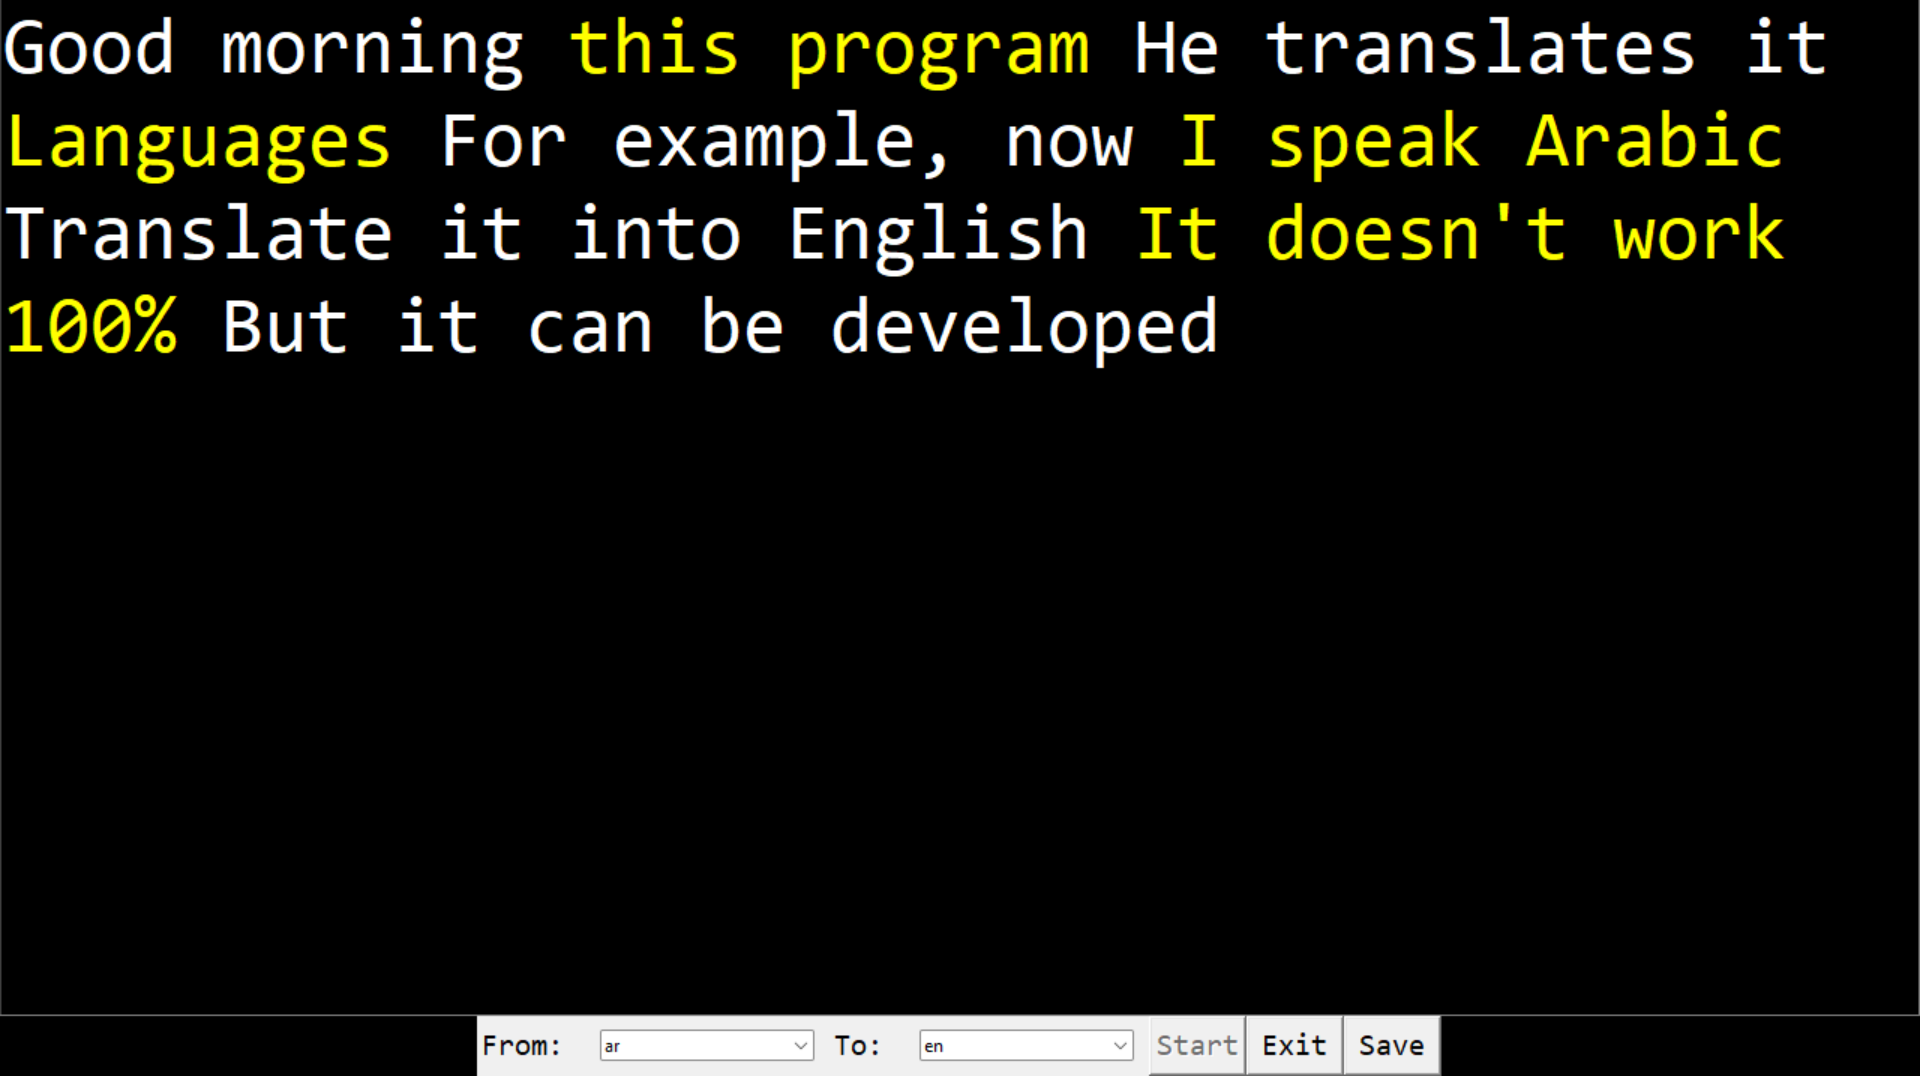 Good morning this program He translates it
Languages For example, now I speak Arabic
Translate it into English It doesn't work
100% But it can be developed
From: ar To: en Start Exit Save